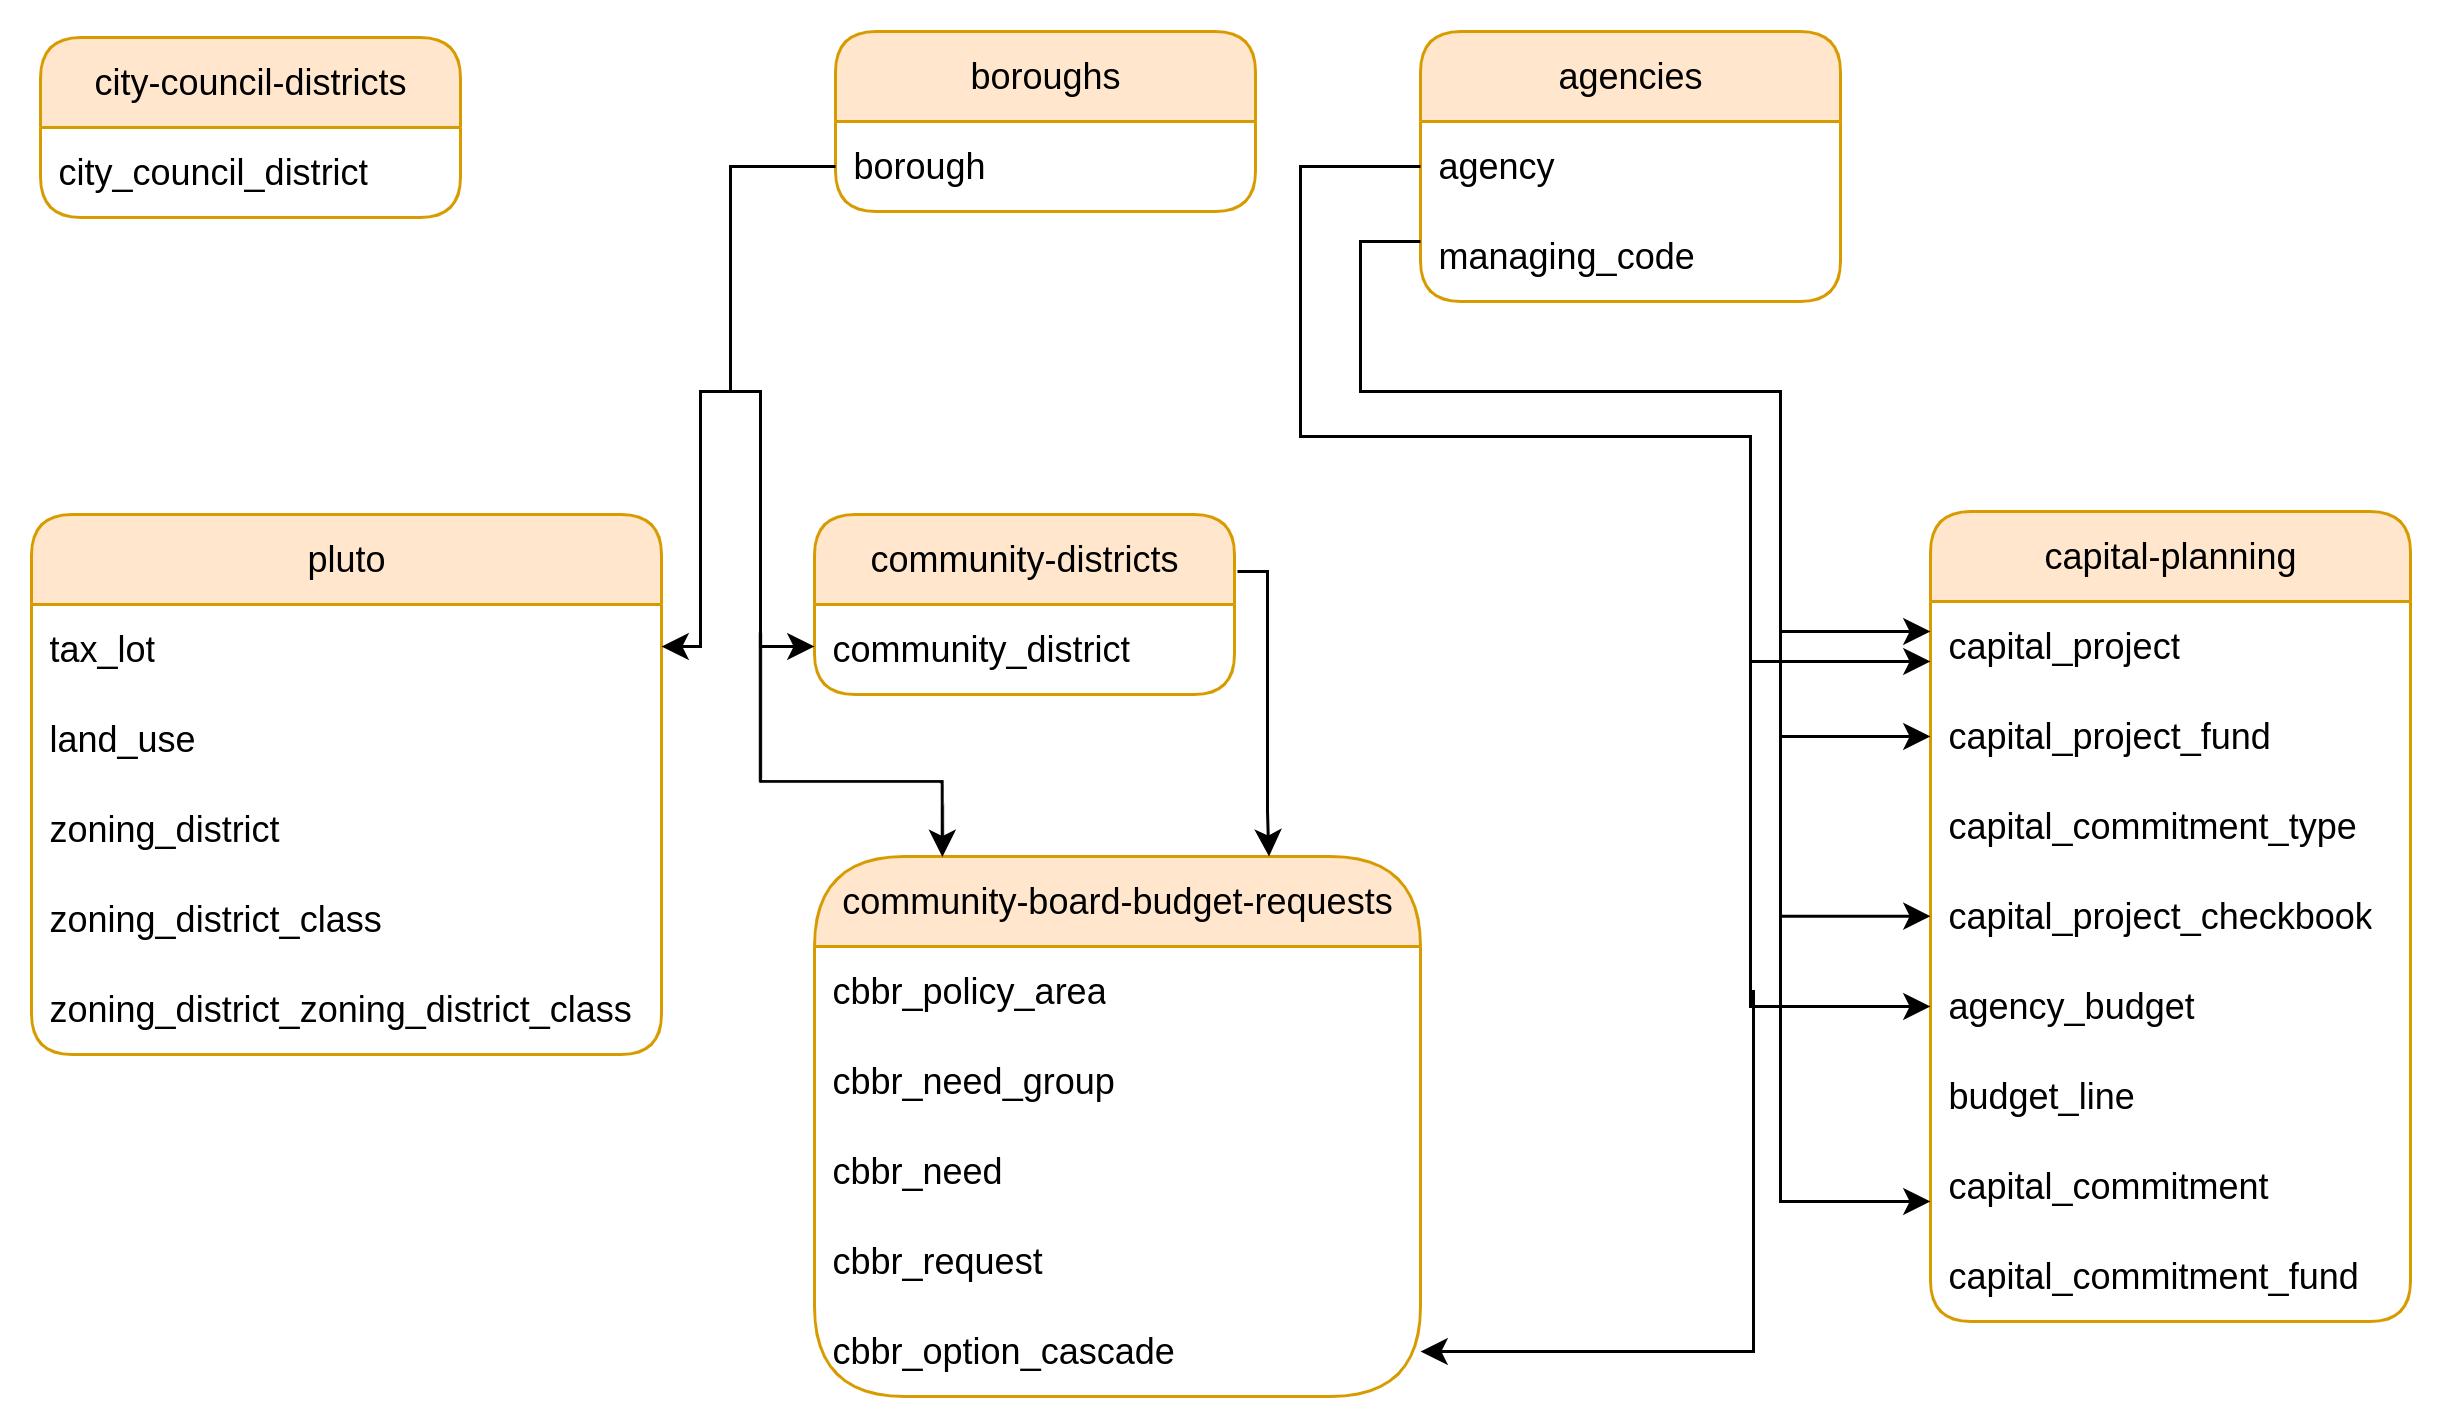 city-council-districts
city_council_district
boroughs
borough
agencies
agency
managing_code
pluto
tax_lot
land_use
zoning_district
zoning_district_class
zoning_district_zoning_district_class
community-districts
community_district
community-board-budget-requests
cbbr_policy_area
cbbr_need_group
cbbr_need
cbbr_request
cbbr_option_cascade
capital-planning
capital_project
capital_project_fund
capital_commitment_type
capital_project_checkbook
agency_budget
budget_line
capital_commitment
capital_commitment_fund